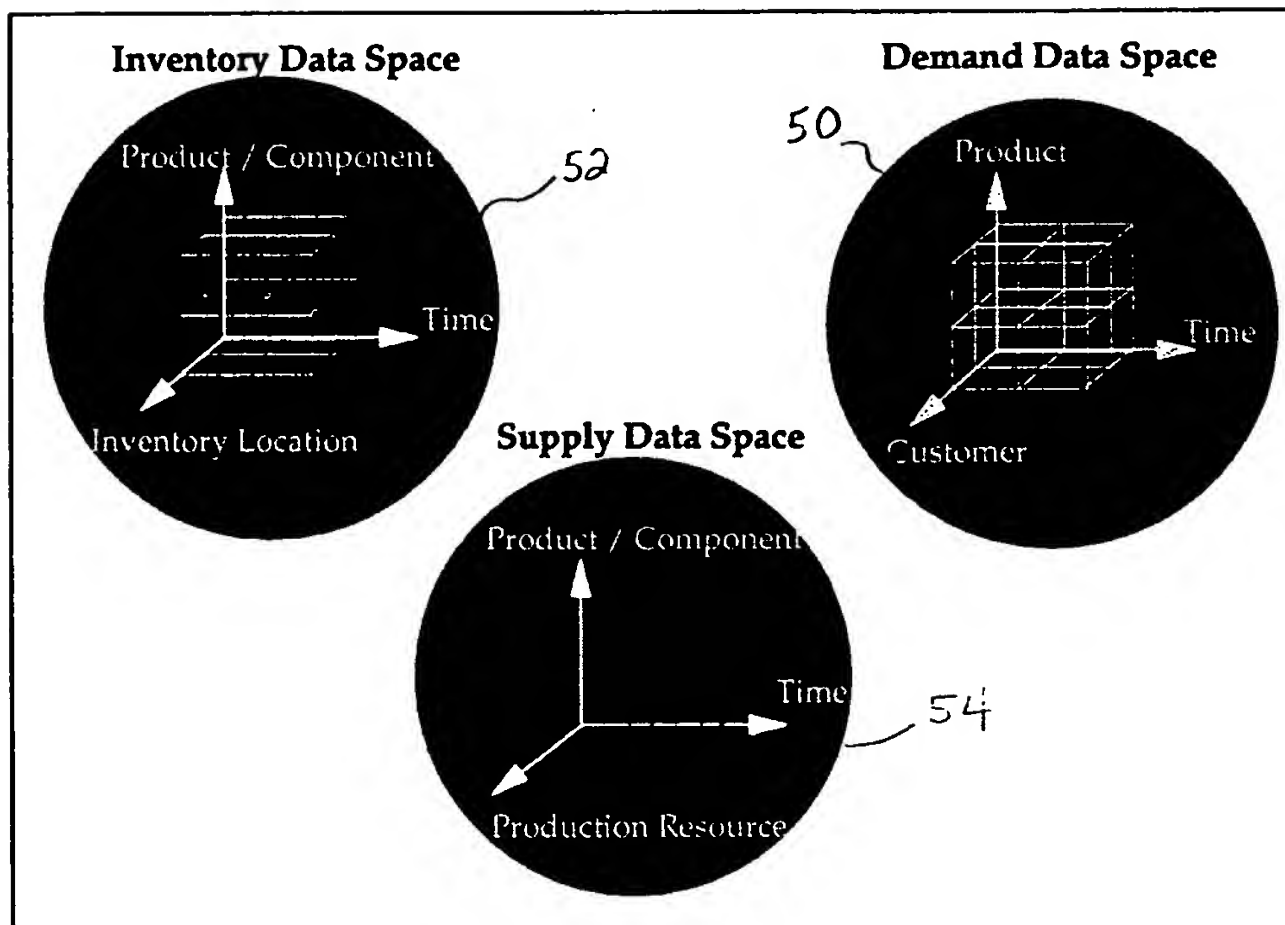 Inventory Data Space
Product / Component
52
Time
Inventory Location
Demand Data Space
50
Product
Time
Customer
Supply Data Space
Product / Component
Time
54
Production Resource